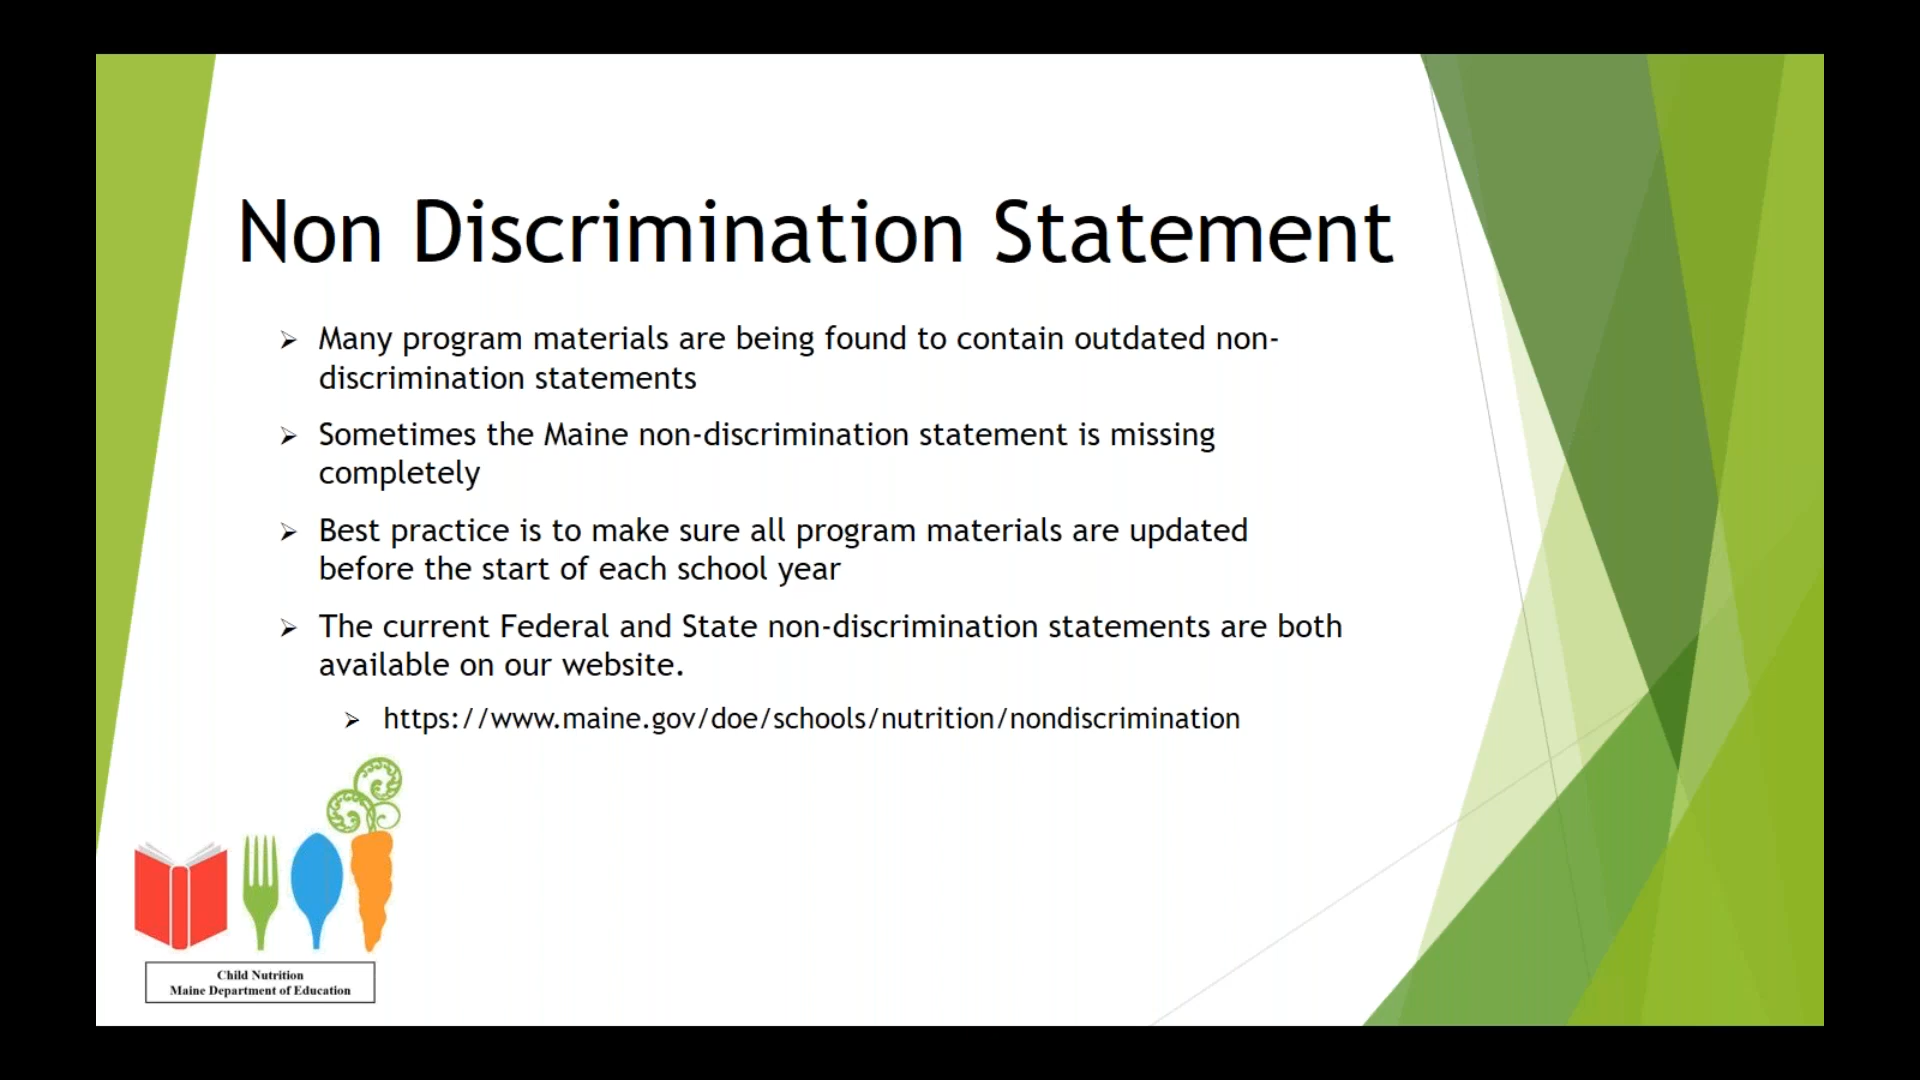 Non Discrimination Statement
➢ Many program materials are being found to contain outdated non-
discrimination statements
➢ Sometimes the Maine non-discrimination statement is missing
completely
➢ Best practice is to make sure all program materials are updated
before the start of each school year
➢ The current Federal and State non-discrimination statements are both
available on our website.
➢ https://www.maine.gov/doe/schools/nutrition/nondiscrimination
Child Nutrition
Maine Department of Education